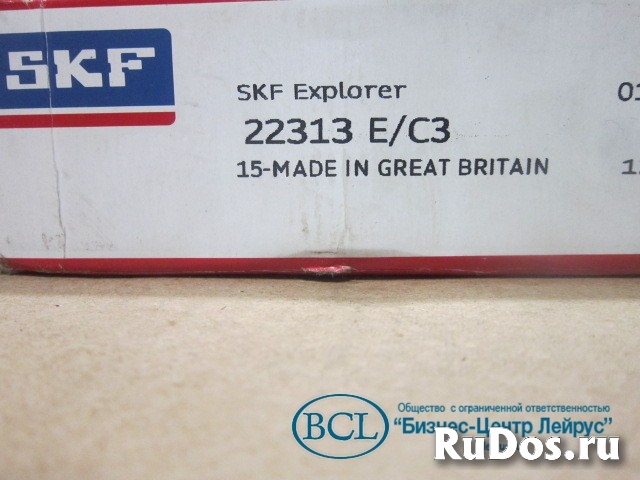 SKF
SKF Explorer
01
22313 E/C3
15-MADE IN GREAT BRITAIN
BCL
Общество с ограниченной ответственностью
“Бизнес-Центр Лейрус”
RuDos.ru